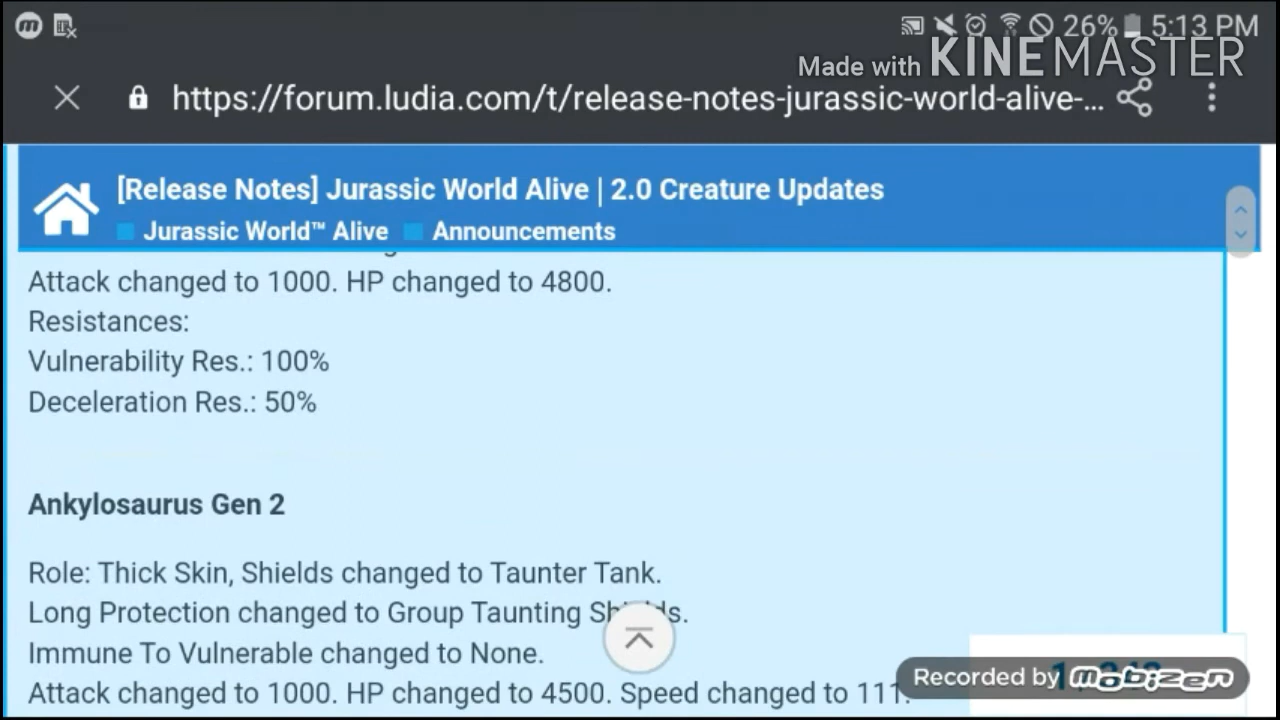 26% 5:13 PM
Made with KINEMASTER
https://forum.ludia.com/t/release-notes-jurassic-world-alive-...
[Release Notes] Jurassic World Alive | 2.0 Creature Updates
Jurassic World™ Alive Announcements
Attack changed to 1000. HP changed to 4800.
Resistances:
Vulnerability Res.: 100%
Deceleration Res.: 50%
Ankylosaurus Gen 2
Role: Thick Skin, Shields changed to Taunter Tank.
Long Protection changed to Group Taunting Shields.
Immune To Vulnerable changed to None.
Attack changed to 1000. HP changed to 4500. Speed changed to 111.
Recorded by mobizen